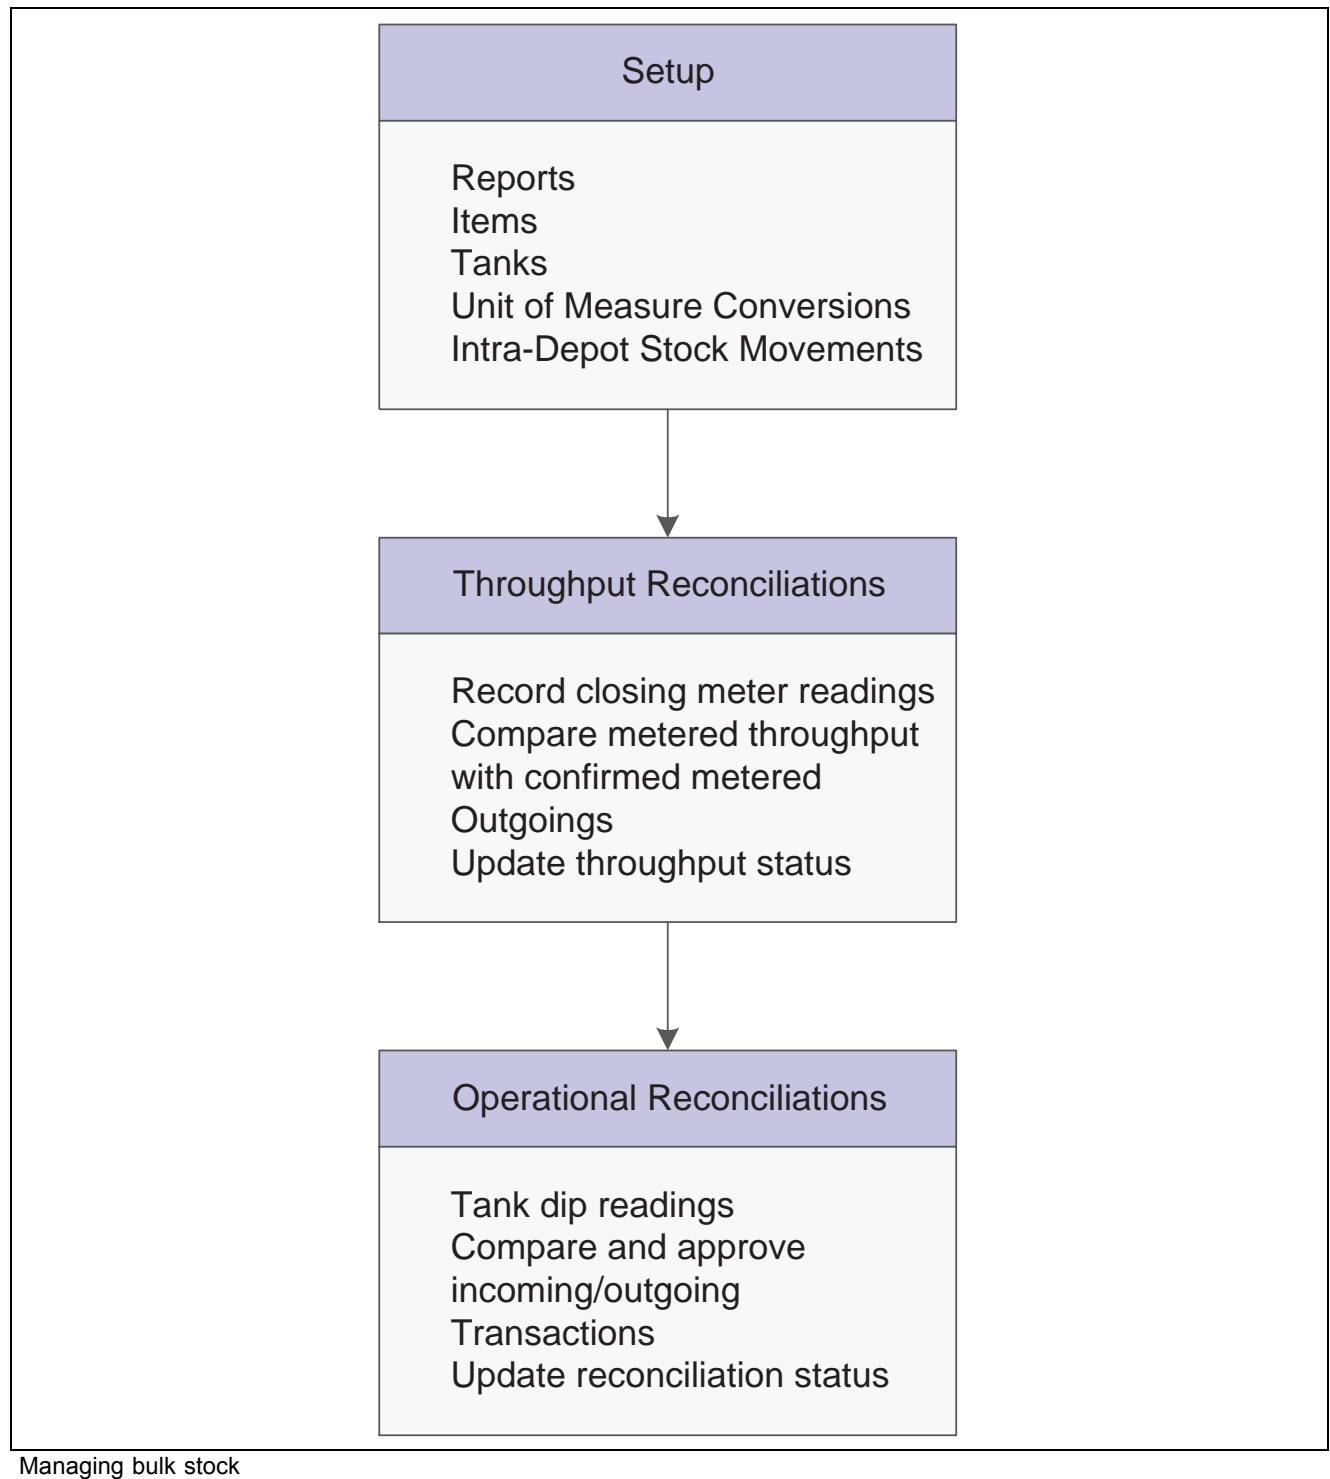 Setup
Reports
Items
Tanks
Unit of Measure Conversions
Intra-Depot Stock Movements
Throughput Reconciliations
Record closing meter readings
Compare metered throughput
with confirmed metered
Outgoings
Update throughput status
Operational Reconciliations
Tank dip readings
Compare and approve
incoming/outgoing
Transactions
Update reconciliation status
Managing bulk stock